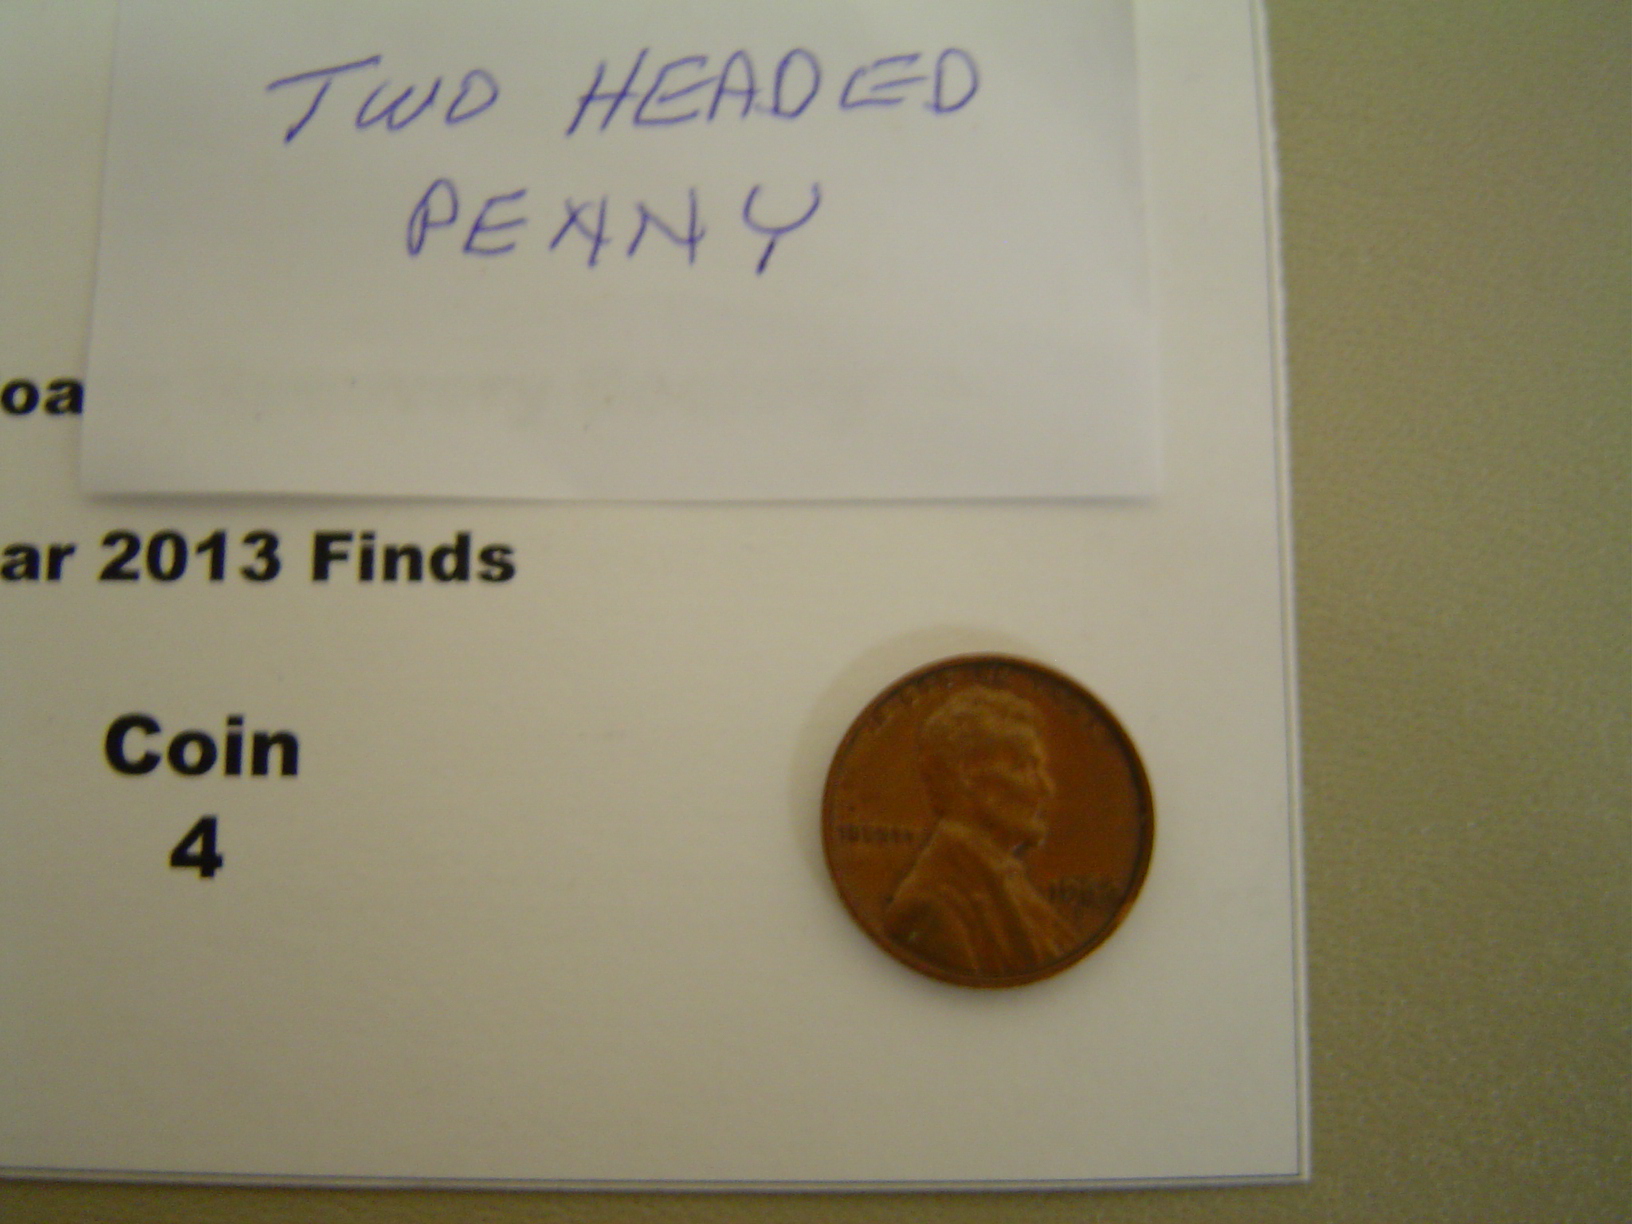 TWO HEADED
PENNY
oa
ar 2013 Finds
Coin
4